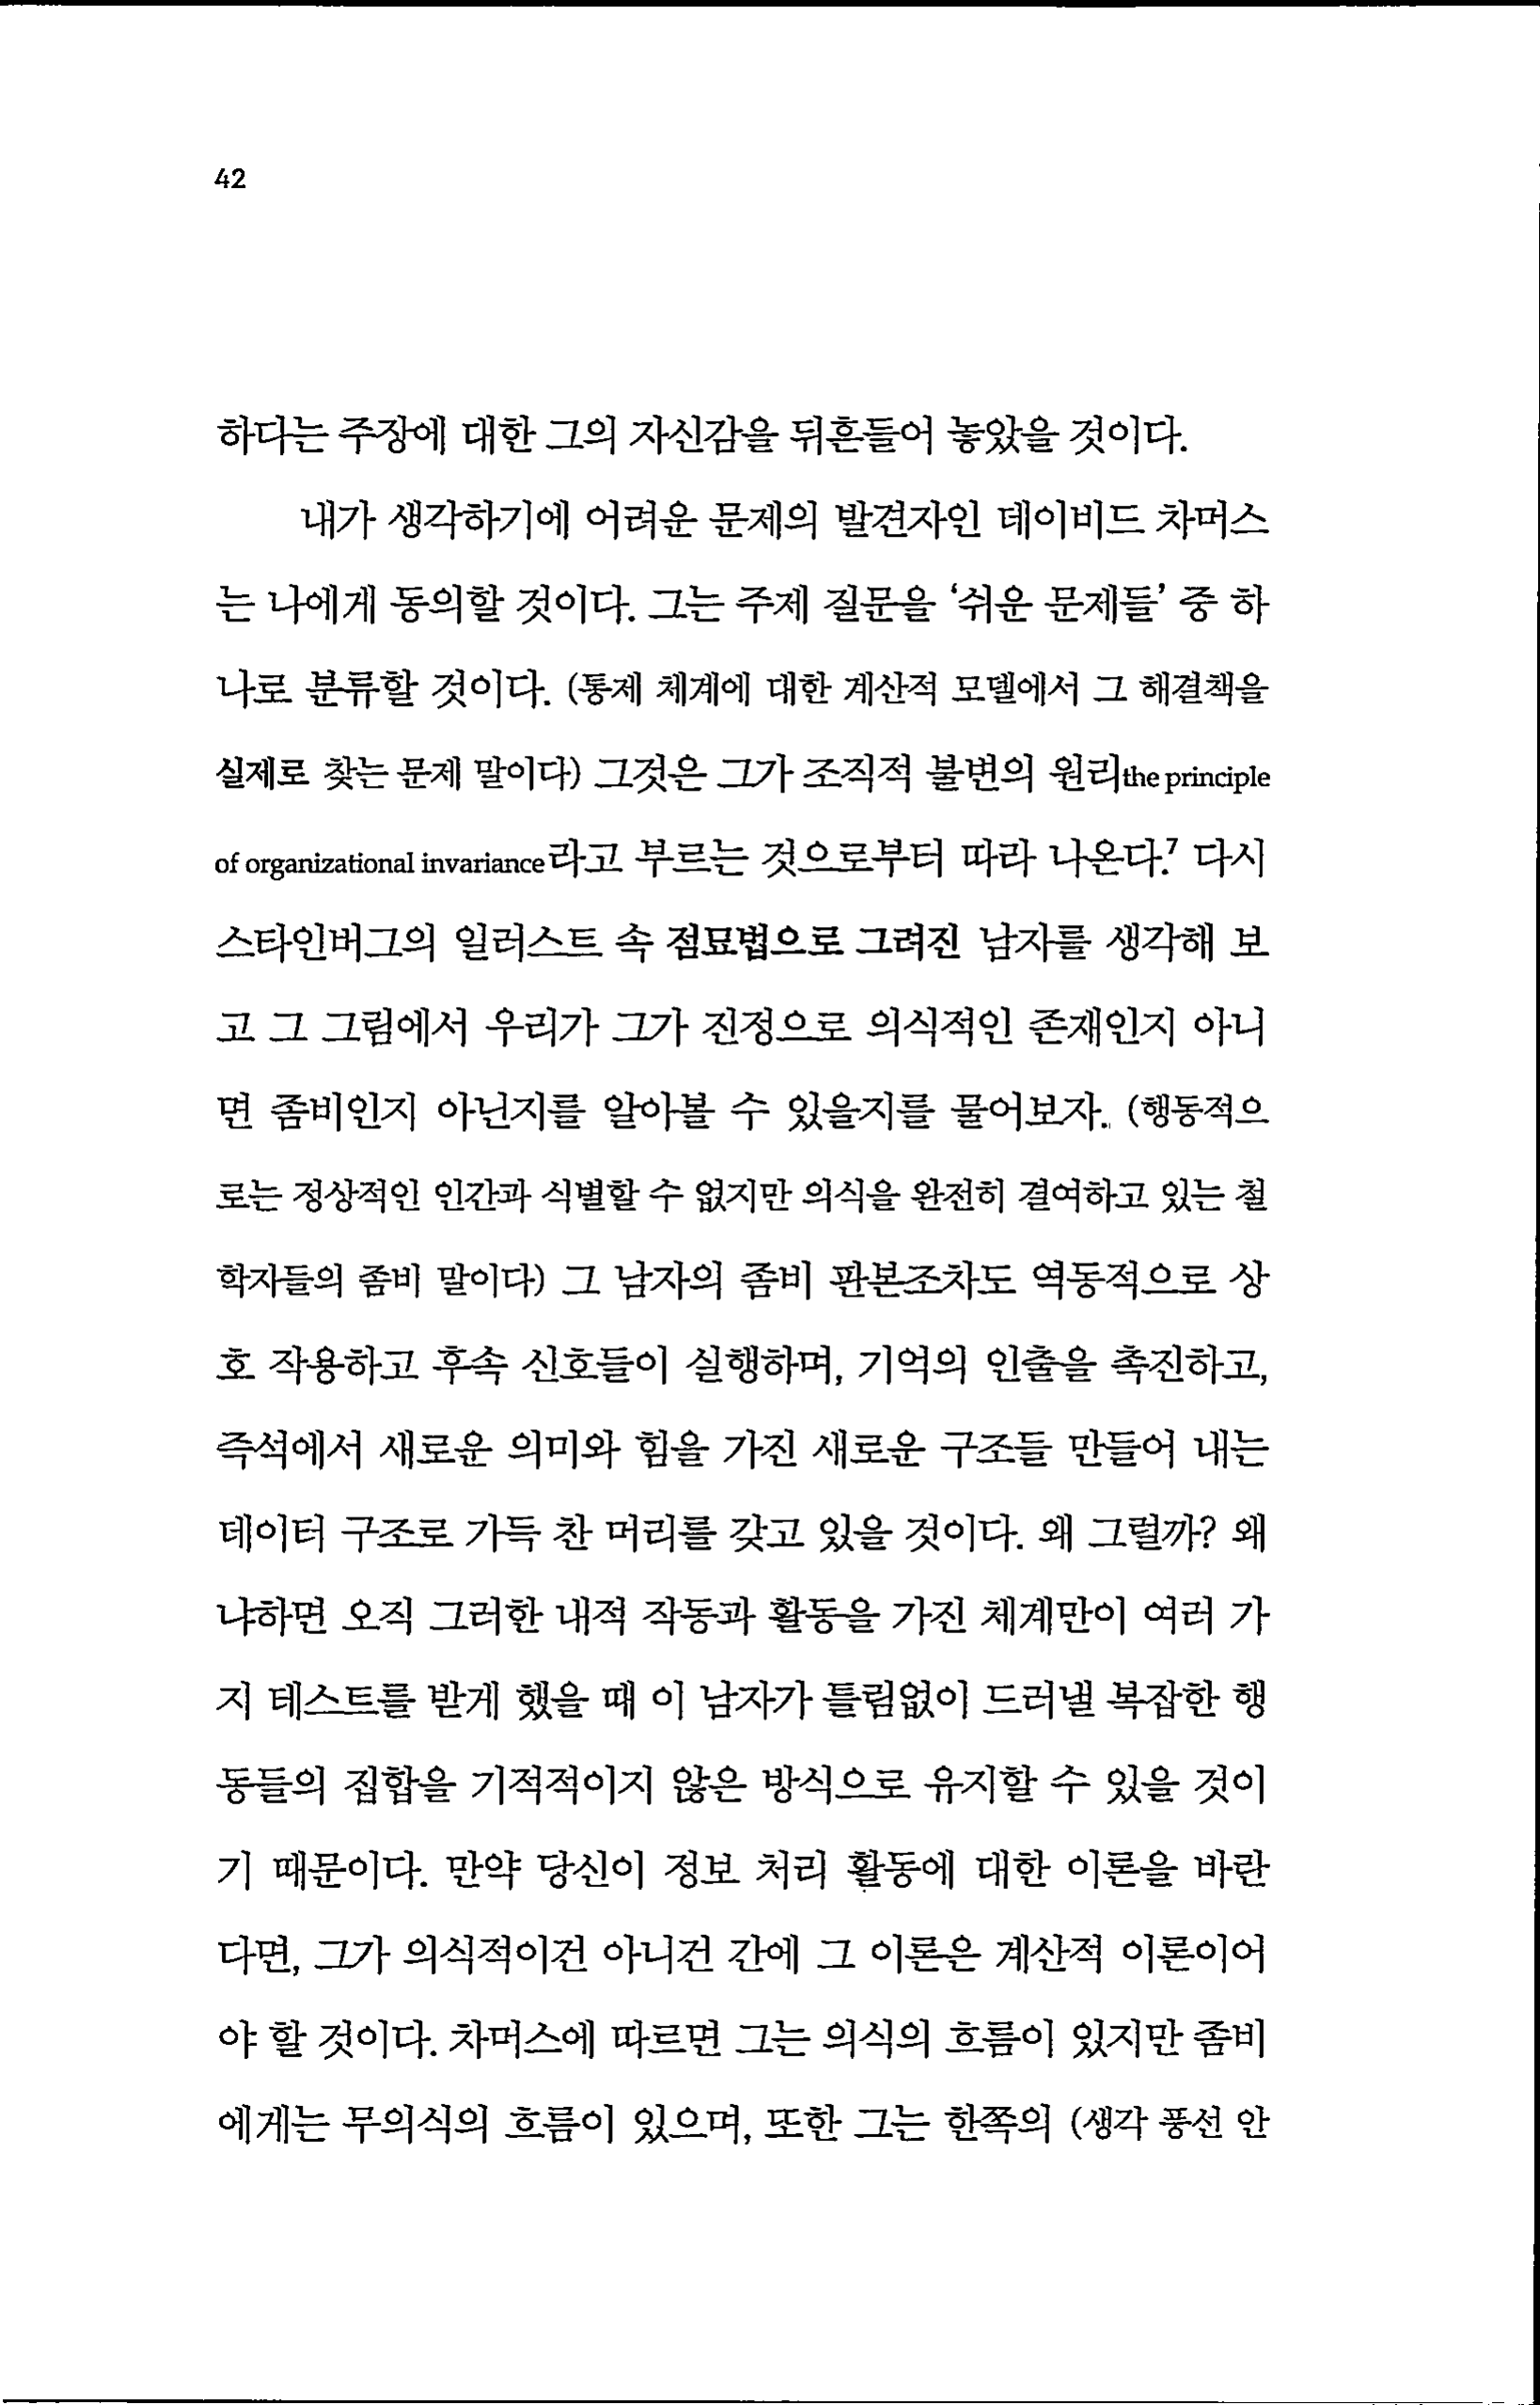 42
하다는 주장에 대한 그의 자신감을 뒤흔들어 놓았을 것이다.
내가 생각하기에 어려운 문제의 발견자인 데이비드 차머스
는 나에게 동의할 것이다. 그는 주제 질문을 ‘쉬운 문제들’ 중 하
나로 분류할 것이다. (통제 체계에 대한 계산적 모델에서 그 해결책을
실제로 찾는 문제 말이다) 그것은 그가 조직적 불변의 원리the principle
of organizational invariance라고 부르는 것으로부터 따라 나온다.7 다시
스타인버그의 일러스트 속 점묘법으로 그려진 남자를 생각해 보
고 그 그림에서 우리가 그가 진정으로 의식적인 존재인지 아니
면 좀비인지 아닌지를 알아볼 수 있을지를 물어보자. (행동적으
로는 정상적인 인간과 식별할 수 없지만 의식을 완전히 결여하고 있는 철
학자들의 좀비 말이다) 그 남자의 좀비 판본조차도 역동적으로 상
호 작용하고 후속 신호들이 실행하며, 기억의 인출을 촉진하고,
즉석에서 새로운 의미와 힘을 가진 새로운 구조들 만들어 내는
데이터 구조로 가득 찬 머리를 갖고 있을 것이다. 왜 그럴까? 왜
냐하면 오직 그러한 내적 작동과 활동을 가진 체계만이 여러 가
지 테스트를 받게 했을 때 이 남자가 틀림없이 드러낼 복잡한 행
동들의 집합을 기적적이지 않은 방식으로 유지할 수 있을 것이
기 때문이다. 만약 당신이 정보 처리 활동에 대한 이론을 바란
다면, 그가 의식적이건 아니건 간에 그 이론은 계산적 이론이어
야 할 것이다. 차머스에 따르면 그는 의식의 흐름이 있지만 좀비
에게는 무의식의 흐름이 있으며, 또한 그는 한쪽의 (생각 풍선 안